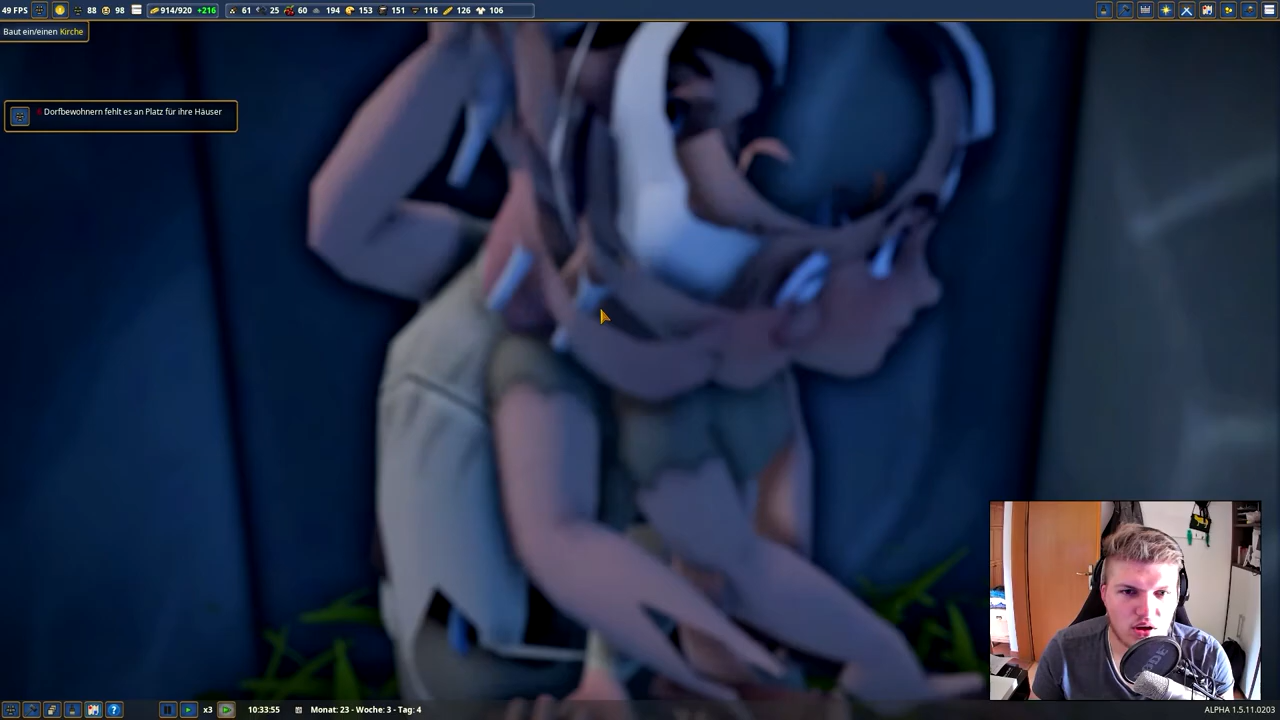 49 FPS 88 98 914/920 +216 61 25 60 194 153 151 116 126 106
Baut ein/einen Kirche
Dorfbewohnern fehlt es an Platz für ihre Häuser
x3 10:33:55 Monat: 23 - Woche: 3 - Tag: 4 ALPHA 1.5.11.0203